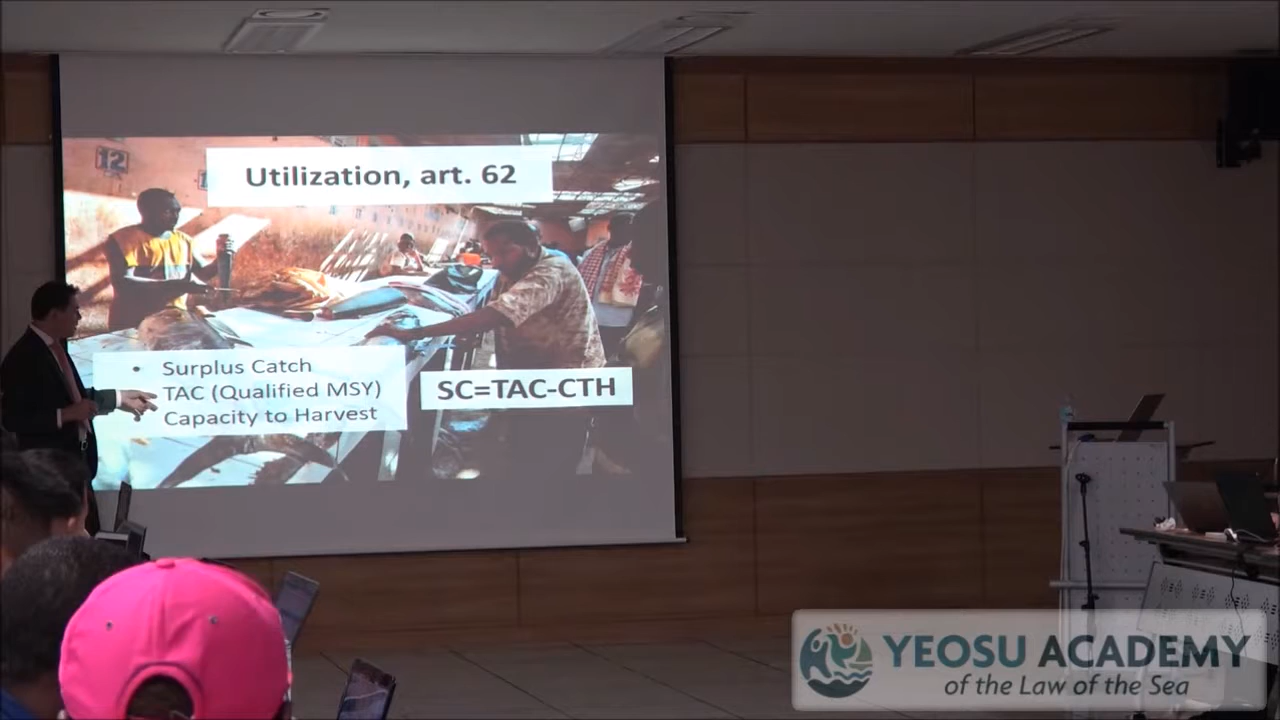 12
Utilization, art. 62
• Surplus Catch
TAC (Qualified MSY)
Capacity to Harvest
SC=TAC-CTH
YEOSU ACADEMY
of the Law of the Sea